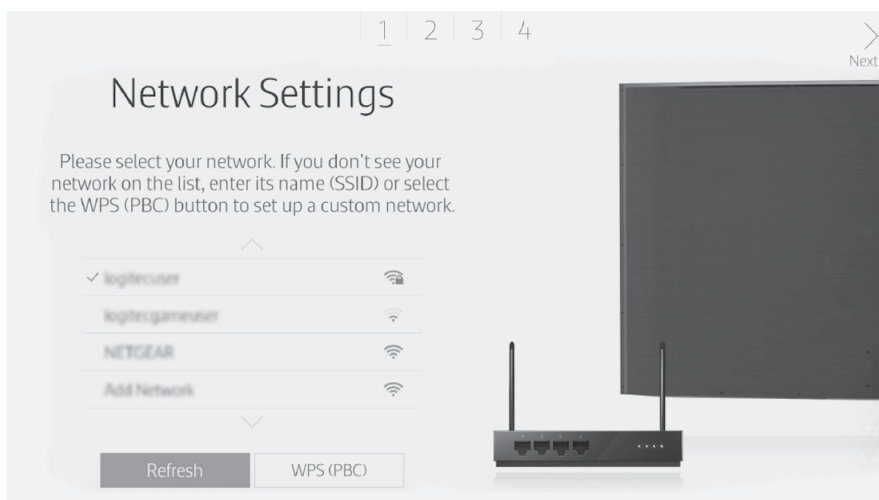 1 2 3 4
Next
Network Settings
Please select your network. If you don't see your
network on the list, enter its name (SSID) or select
the WPS (PBC) button to set up a custom network.
logitecuser
logitecgameuser
NETGEAR
Add Network
Refresh WPS (PBC)